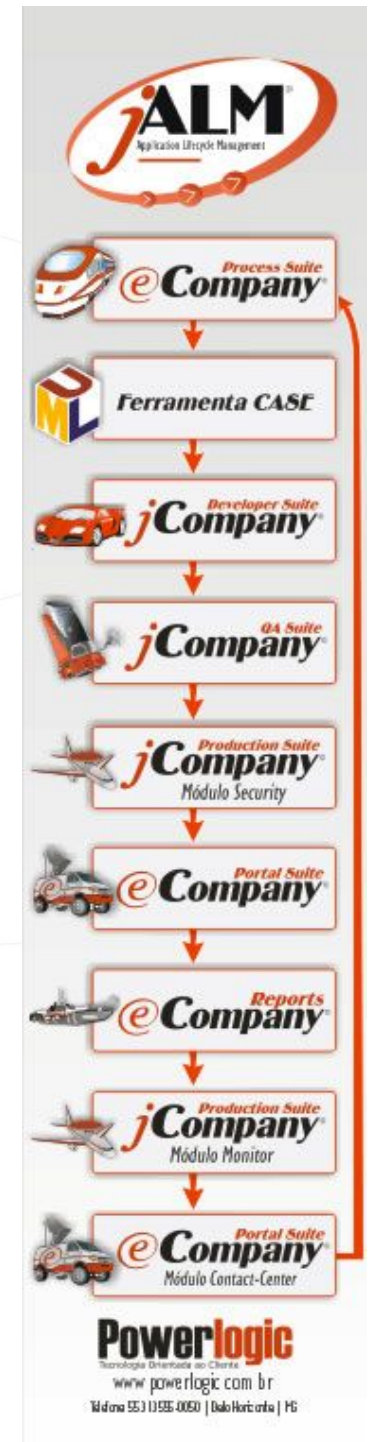 jALM®
Application Lifecycle Management
Process Suite
eCompany®
UML
Ferramenta CASE
Developer Suite
jCompany®
QA Suite
jCompany®
Production Suite
jCompany®
Módulo Security
Portal Suite
eCompany®
Reports
eCompany®
Production Suite
jCompany®
Módulo Monitor
Portal Suite
eCompany®
Módulo Contact-Center
Powerlogic
Tecnologia Orientada ao Cliente
www powerlogic com br
| MG